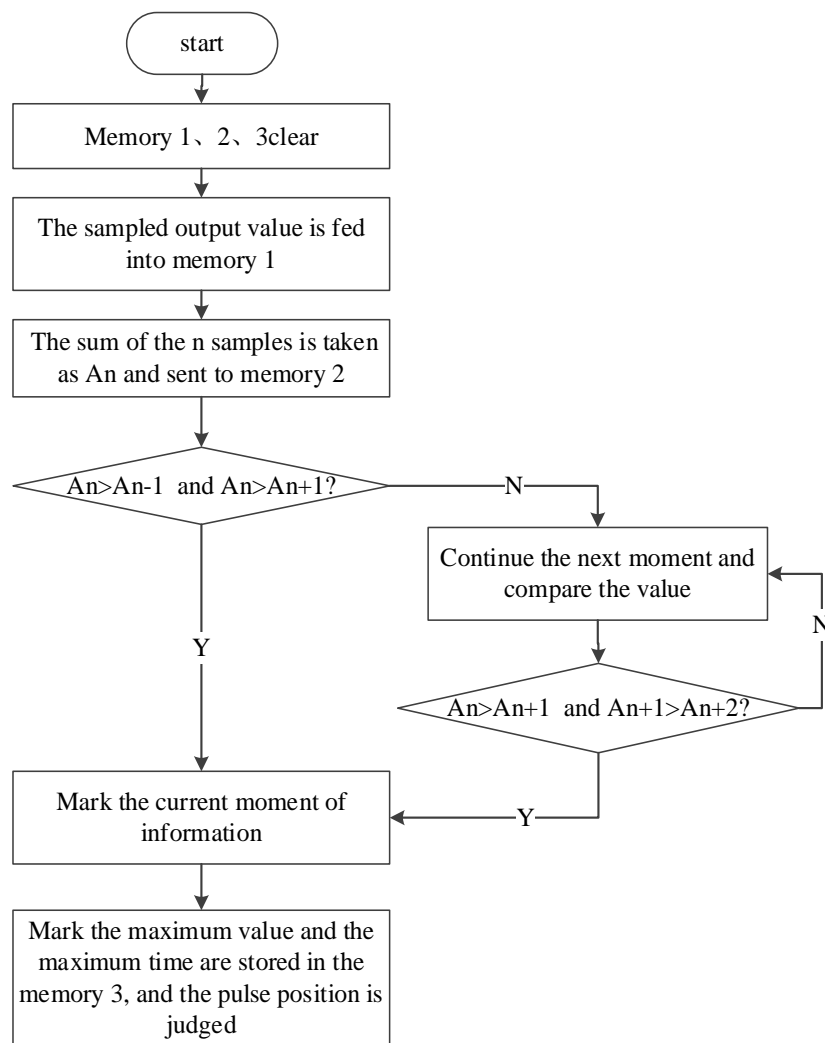 start
Memory 1、2、3clear
The sampled output value is fed
into memory 1
The sum of the n samples is taken
as An and sent to memory 2
An>An-1 and An>An+1?
N
Continue the next moment and
compare the value
N
Y
An>An+1 and An+1>An+2?
Mark the current moment of
information
Y
Mark the maximum value and the
maximum time are stored in the
memory 3, and the pulse position is
judged